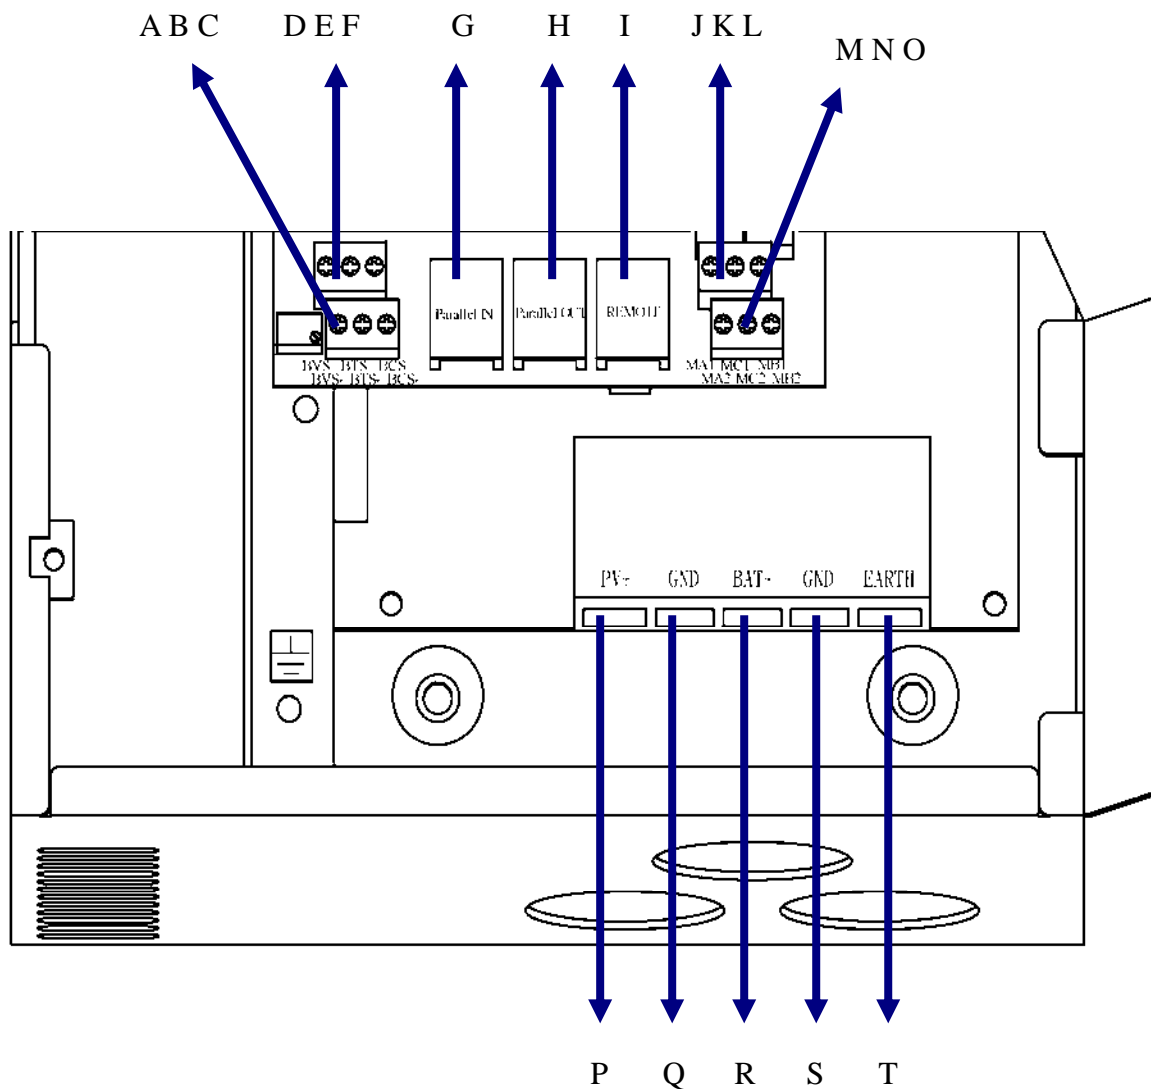 A B C D E F G H I J K L
M N O
Parallel IN Parallel OUT REMOTE
BVS BTS BCS MA1 MC1 MB1
BVS- BTS- BCS- MA2 MC2 MB2
PV+ GND BAT+ GND EARTH
P Q R S T